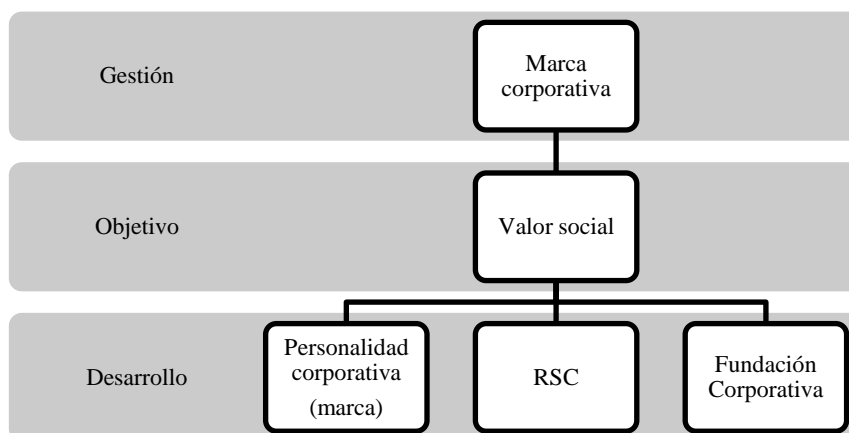 Gestión
Marca
corporativa
Objetivo
Valor social
Desarrollo
Personalidad
corporativa
(marca)
RSC
Fundación
Corporativa